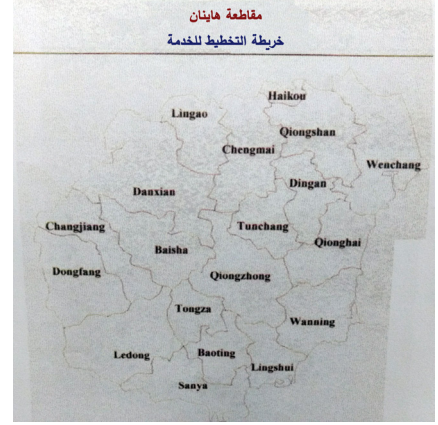 مقاطعة هاينان
خريطة التخطيط للخدمة
Haikou
Lingao
Qiongshan
Chengmai
Wenchang
Dingan
Danxian
Changjiang
Tunchang
Qionghai
Baisha
Dongfang
Qiongzhong
Tongza
Wanning
Ledong
Baoting
Lingshui
Sanya